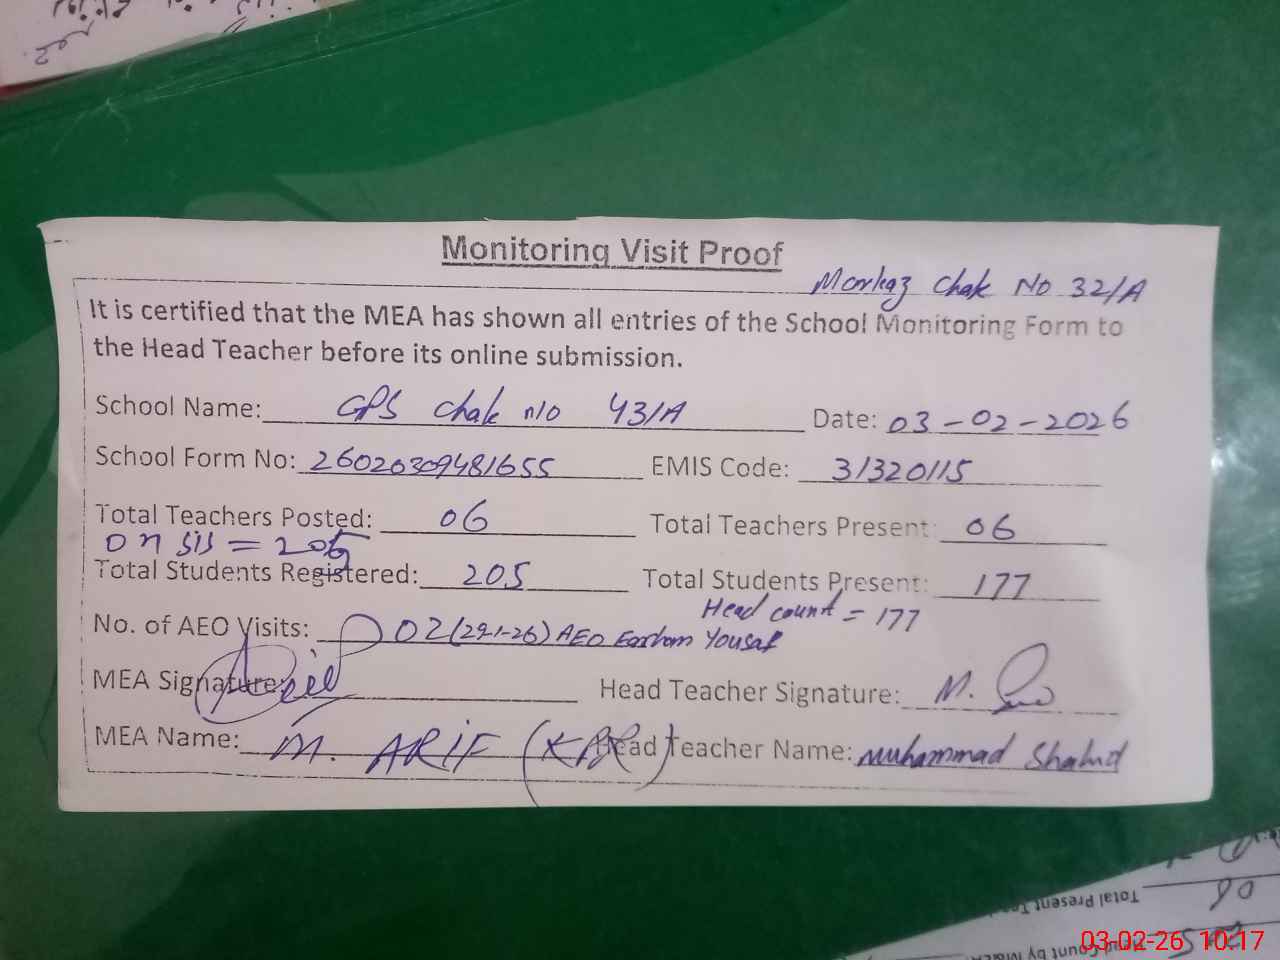 Monitoring Visit Proof
Morkaz Chak No 32/A
It is certified that the MEA has shown all entries of the School Monitoring Form to
the Head Teacher before its online submission.
School Name: GPS Chak n/o 43/A Date: 03-02-2026
School Form No: 26020309481655 EMIS Code: 31320115
Total Teachers Posted: 06 Total Teachers Present: 06
On sis = 205
Total Students Registered: 205 Total Students Present: 177
Head count = 177
No. of AEO Visits: 02 (29-1-26) AEO Yousaf
MEA Signature: Head Teacher Signature: M.
MEA Name: M. ARIF Head Teacher Name: Muhammad Shahid
Total Present
06
03-02-26 10:17